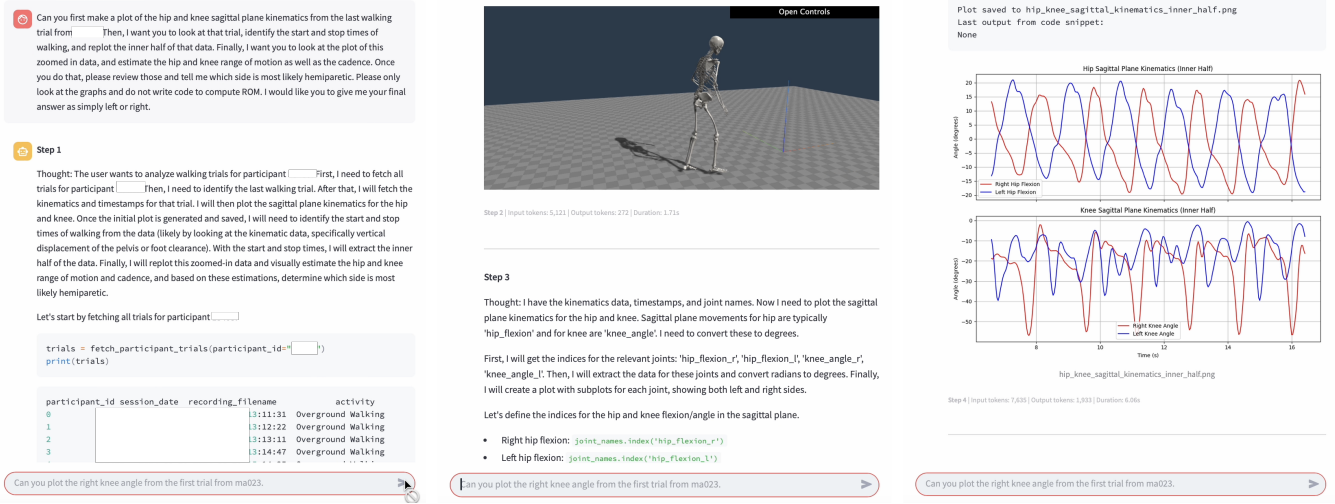 Can you first make a plot of the hip and knee sagittal plane kinematics from the last walking
trial from Then, I want you to look at that trial, identify the start and stop times of
walking, and replot the inner half of that data. Finally, I want you to look at the plot of this
zoomed in data, and estimate the hip and knee range of motion as well as the cadence. Once
you do that, please review those and tell me which side is most likely hemiparetic. Please only
look at the graphs and do not write code to compute ROM. I would like you to give me your final
answer as simply left or right.
Step 1
Thought: The user wants to analyze walking trials for participant First, I need to fetch all
trials for participant Then, I need to identify the last walking trial. After that, I will fetch the
kinematics and timestamps for that trial. I will then plot the sagittal plane kinematics for the hip
and knee. Once the initial plot is generated and saved, I will need to identify the start and stop
times of walking from the data (likely by looking at the kinematic data, specifically vertical
displacement of the pelvis or foot clearance). With the start and stop times, I will extract the inner
half of the data. Finally, I will replot this zoomed-in data and visually estimate the hip and knee
range of motion and cadence, and based on these estimations, determine which side is most
likely hemiparetic.
Let's start by fetching all trials for participant
trials = fetch_participant_trials(participant_id="")
print(trials)
participant_id session_date recording_filename activity
0 13:11:31 Overground Walking
1 13:12:22 Overground Walking
2 13:13:11 Overground Walking
3 13:14:47 Overground Walking
Can you plot the right knee angle from the first trial from ma023.
Open Controls
Step 2 | Input tokens: 5,121 | Output tokens: 272 | Duration: 1.71s
Step 3
Thought: I have the kinematics data, timestamps, and joint names. Now I need to plot the sagittal
plane kinematics for the hip and knee. Sagittal plane movements for hip are typically
'hip_flexion' and for knee are 'knee_angle'. I need to convert these to degrees.
First, I will get the indices for the relevant joints: 'hip_flexion_r', 'hip_flexion_l', 'knee_angle_r',
'knee_angle_l'. Then, I will extract the data for these joints and convert radians to degrees. Finally,
I will create a plot with subplots for each joint, showing both left and right sides.
Let's define the indices for the hip and knee flexion/angle in the sagittal plane.
• Right hip flexion: joint_names.index('hip_flexion_r')
• Left hip flexion: joint_names.index('hip_flexion_l')
Can you plot the right knee angle from the first trial from ma023.
Plot saved to hip_knee_sagittal_kinematics_inner_half.png
Last output from code snippet:
None
Hip Sagittal Plane Kinematics (Inner Half)
20
15
10
5
0
−5
−10
−15
−20
Angle (degrees)
Right Hip Flexion
Left Hip Flexion
Knee Sagittal Plane Kinematics (Inner Half)
0
−10
−20
−30
−40
−50
Angle (degrees)
Right Knee Angle
Left Knee Angle
8 10 12 14 16
Time (s)
hip_knee_sagittal_kinematics_inner_half.png
Step 4 | Input tokens: 7,635 | Output tokens: 1,933 | Duration: 6.06s
Can you plot the right knee angle from the first trial from ma023.